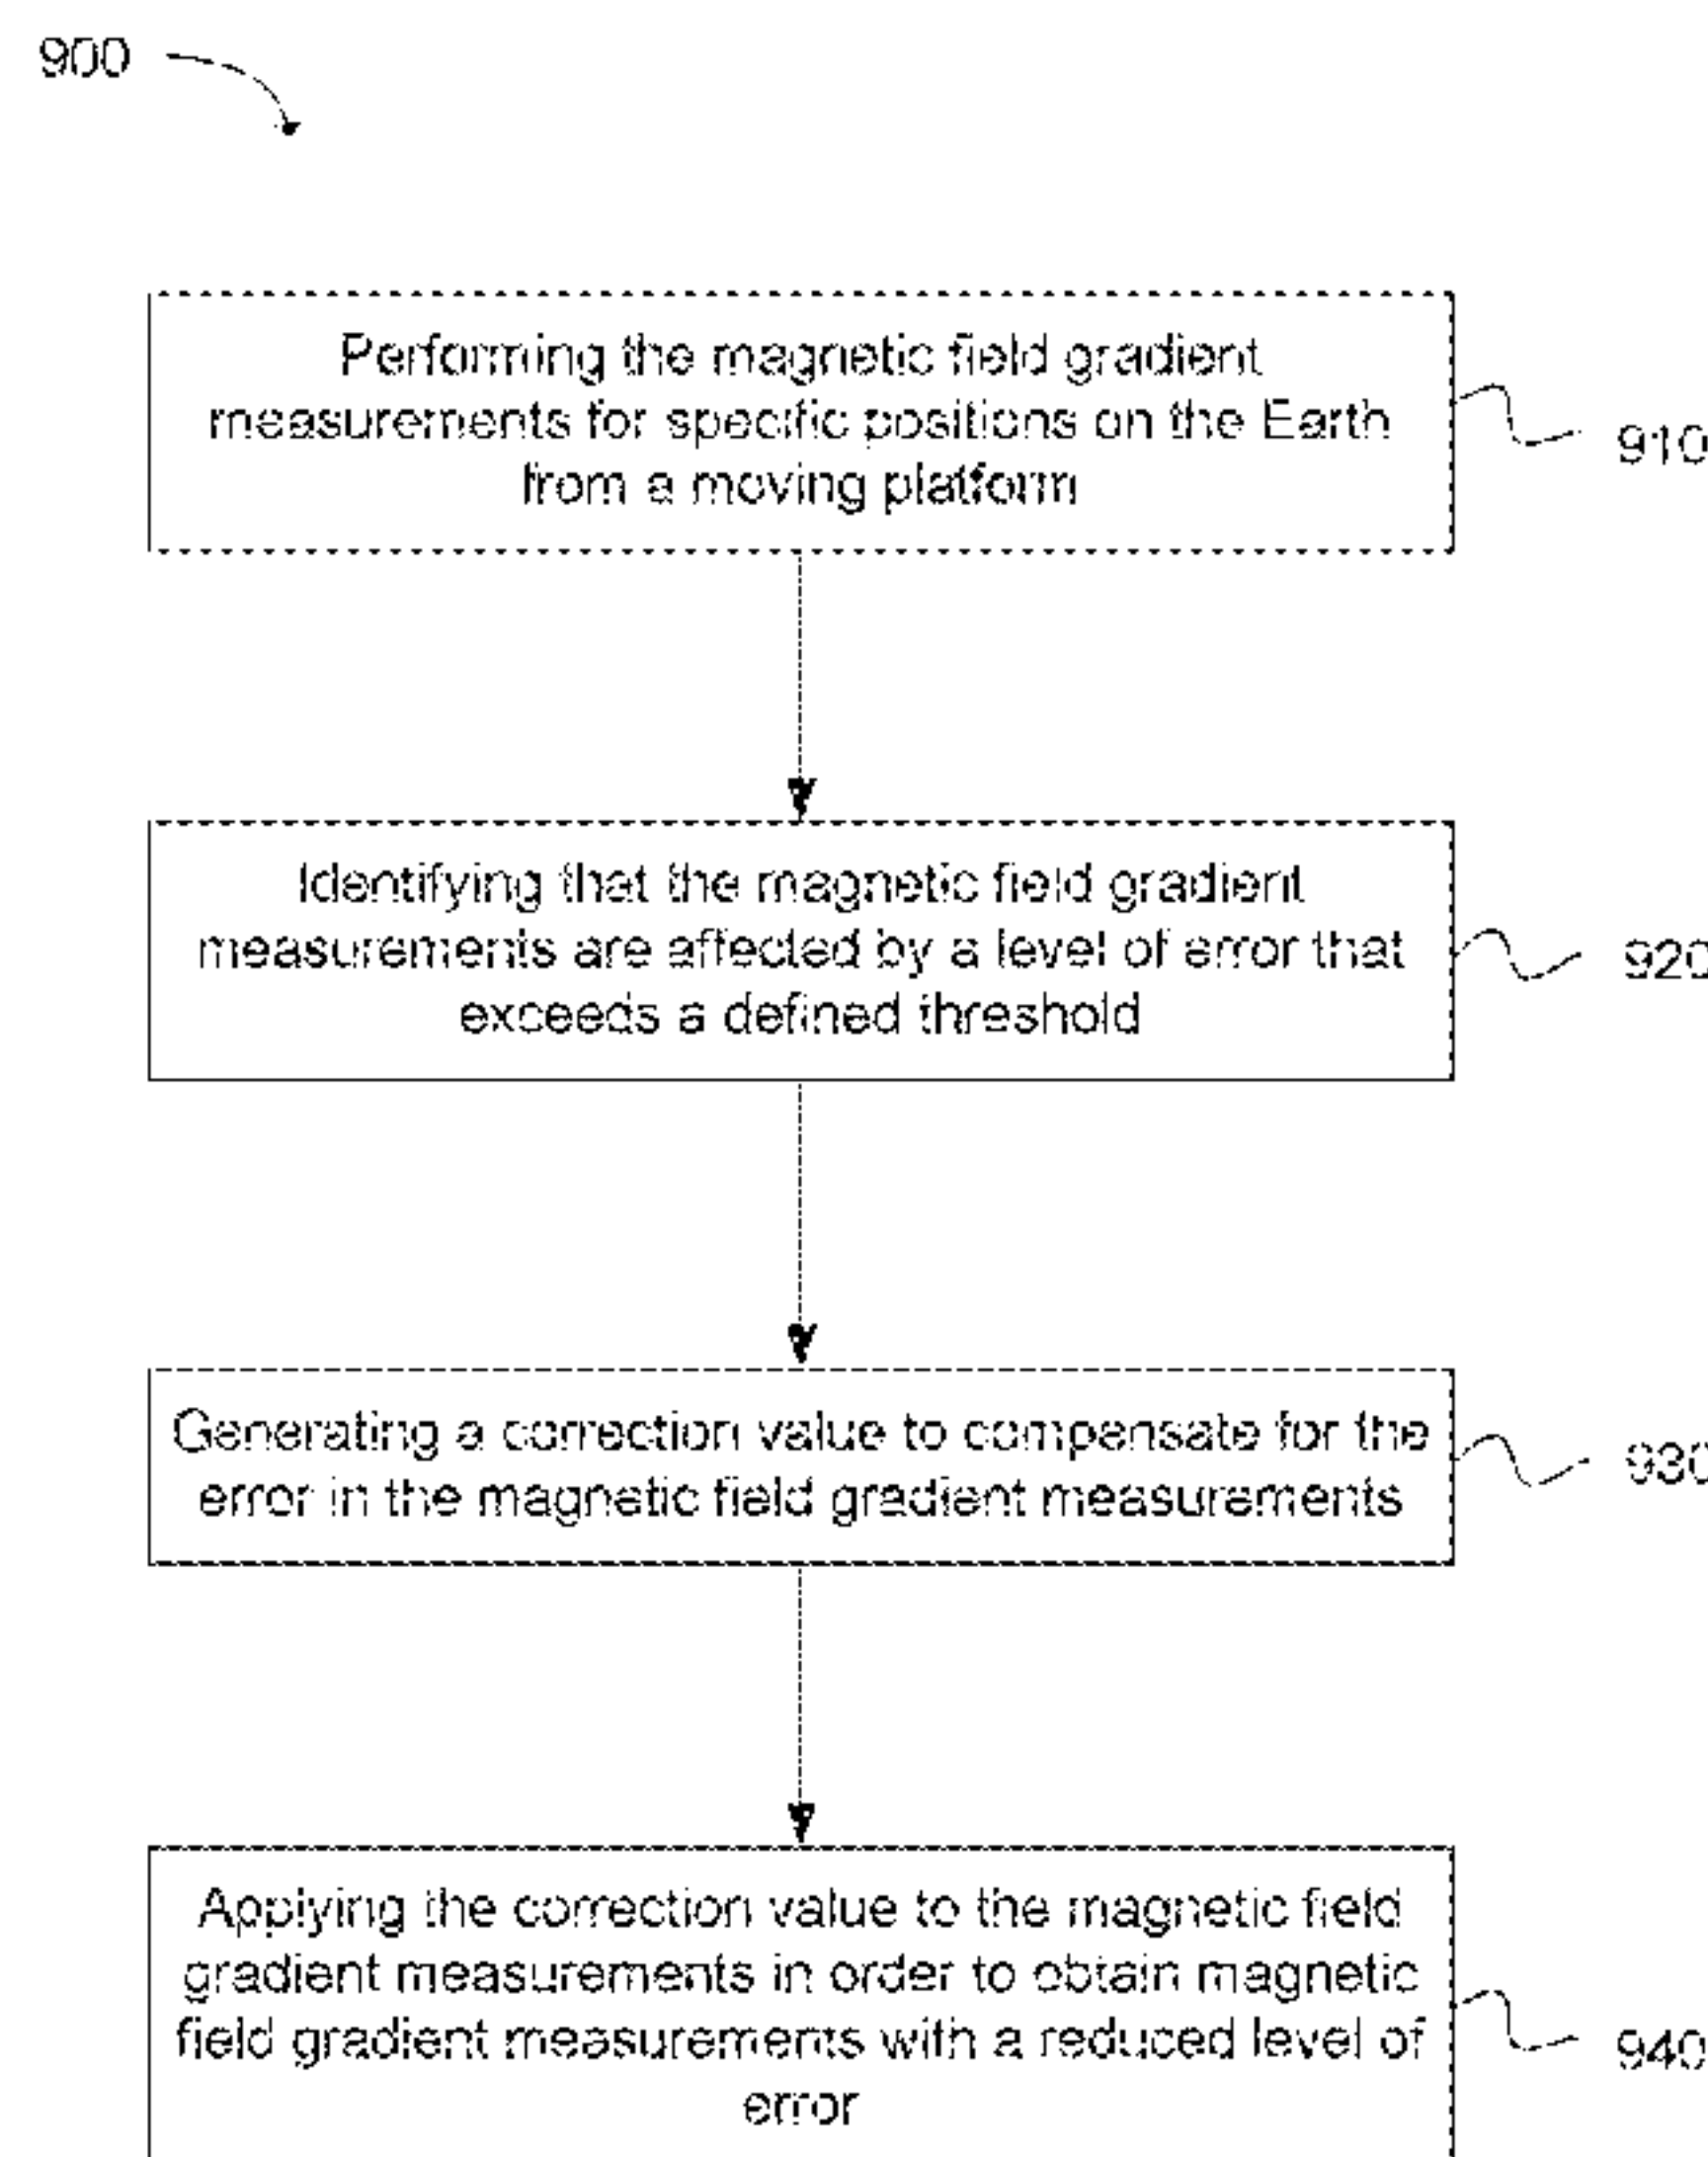 900
Performing the magnetic field gradient
measurements for specific positions on the Earth
from a moving platform
910
Identifying that the magnetic field gradient
measurements are affected by a level of error that
exceeds a defined threshold
920
Generating a correction value to compensate for the
error in the magnetic field gradient measurements
930
Applying the correction value to the magnetic field
gradient measurements in order to obtain magnetic
field gradient measurements with a reduced level of
error
940